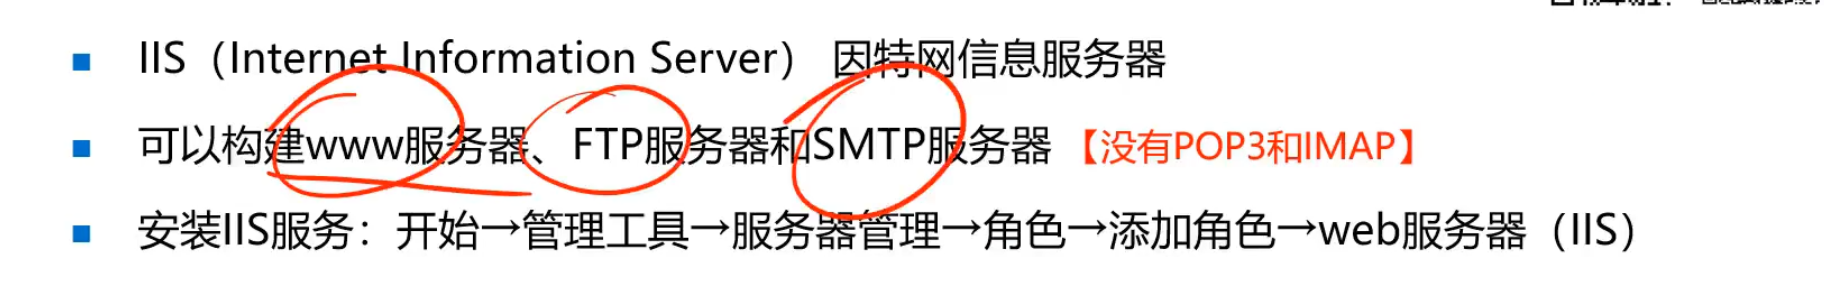 IIS（Internet Information Server） 因特网信息服务器
可以构建www服务器、FTP服务器和SMTP服务器【没有POP3和IMAP】
安装IIS服务：开始→管理工具→服务器管理→角色→添加角色→web服务器（IIS）